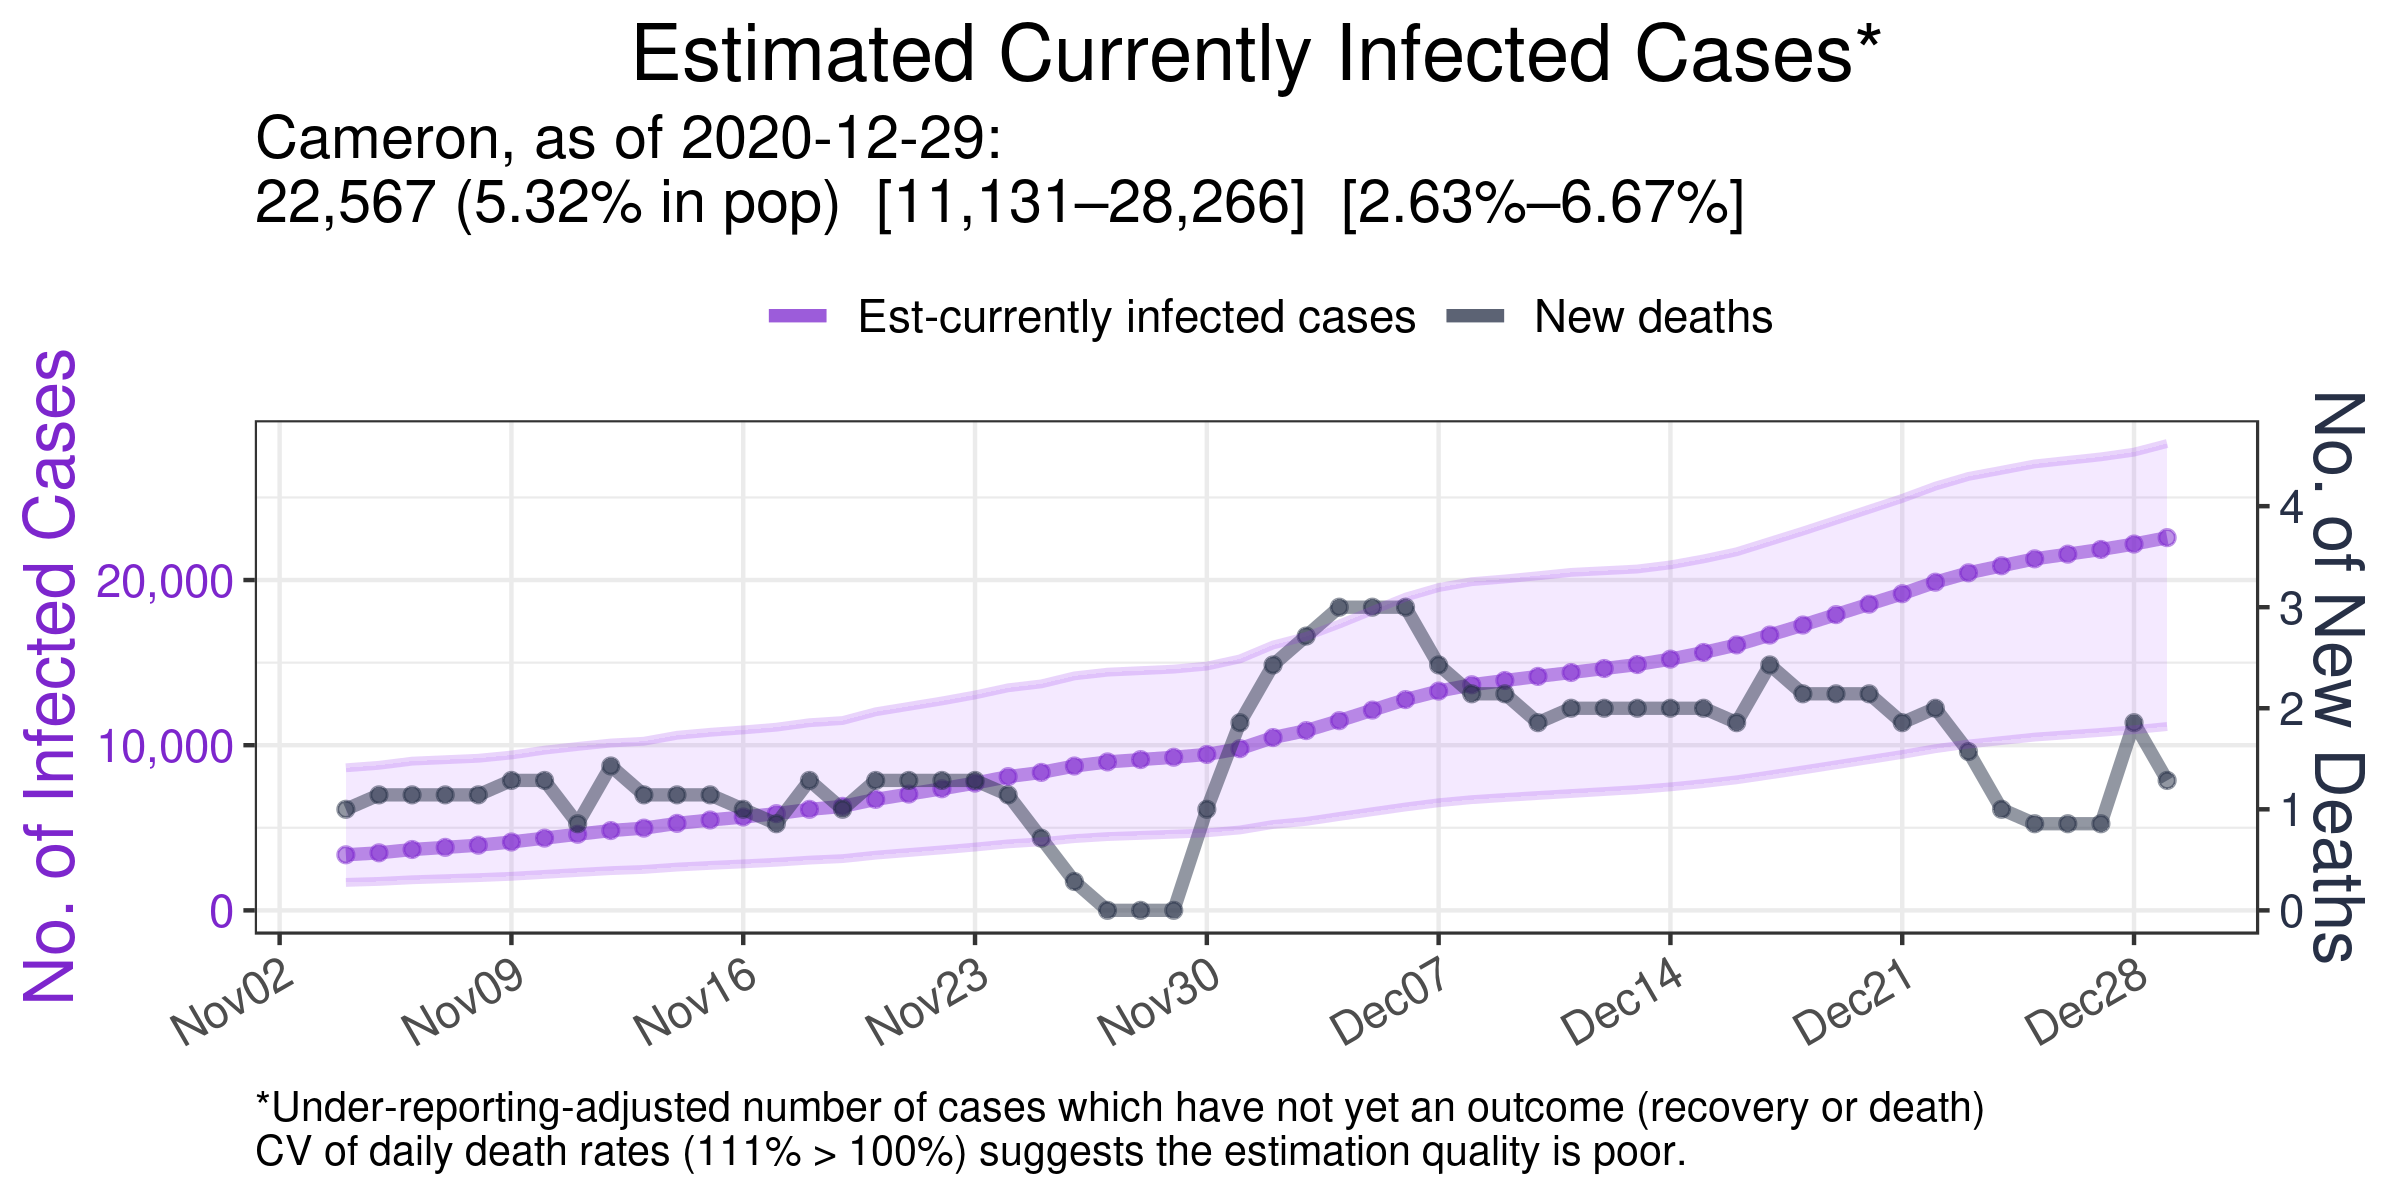 Estimated Currently Infected Cases*
Cameron, as of 2020-12-29:
22,567 (5.32% in pop) [11,131–28,266] [2.63%–6.67%]
Est-currently infected cases
New deaths
No. of Infected Cases
20,000
10,000
0
No. of New Deaths
4
3
2
1
0
Nov02
Nov09
Nov16
Nov23
Nov30
Dec07
Dec14
Dec21
Dec28
*Under-reporting-adjusted number of cases which have not yet an outcome (recovery or death)
CV of daily death rates (111% > 100%) suggests the estimation quality is poor.